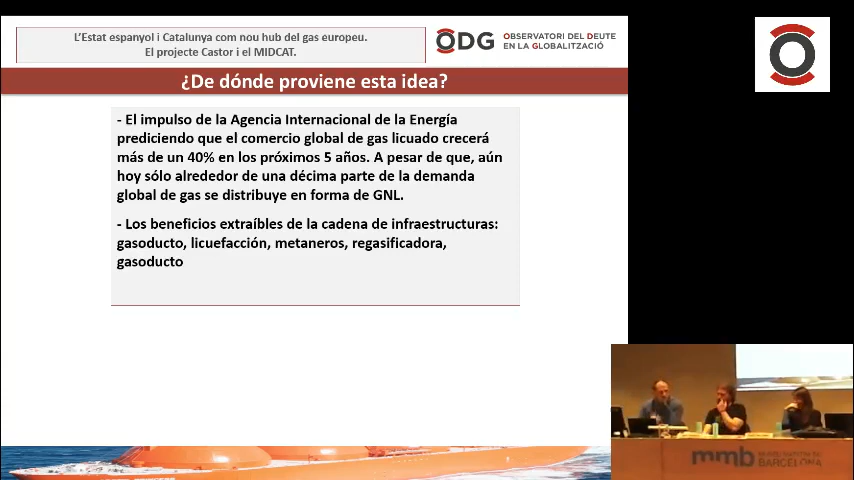 L'Estat espanyol i Catalunya com nou hub del gas europeu.
El projecte Castor i el MIDCAT.
ODG
OBSERVATORI DEL DEUTE
EN LA GLOBALITZACIÓ
¿De dónde proviene esta idea?
- El impulso de la Agencia Internacional de la Energía
prediciendo que el comercio global de gas licuado crecerá
más de un 40% en los próximos 5 años. A pesar de que, aún
hoy sólo alrededor de una décima parte de la demanda
global de gas se distribuye en forma de GNL.
- Los beneficios extraíbles de la cadena de infraestructuras:
gasoducto, licuefacción, metaneros, regasificadora,
gasoducto
mmb
BARCELONA